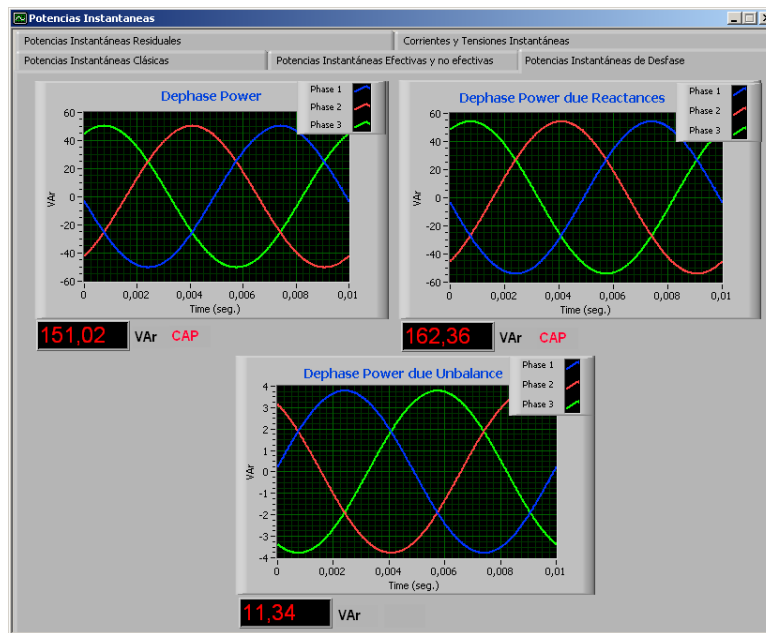 Potencias Instantaneas
Potencias Instantáneas Residuales
Corrientes y Tensiones Instantáneas
Potencias Instantáneas Clásicas
Potencias Instantáneas Efectivas y no efectivas
Potencias Instantáneas de Desfase
Dephase Power
Phase 1
Phase 2
Phase 3
60
40
20
0
-20
-40
-60
VAr
0
0,002
0,004
0,006
0,008
0,01
Time (seg.)
151,02 VAr CAP
Dephase Power due Reactances
Phase 1
Phase 2
Phase 3
60
40
20
0
-20
-40
-60
VAr
0
0,002
0,004
0,006
0,008
0,01
Time (seg.)
162,36 VAr CAP
Dephase Power due Unbalance
Phase 1
Phase 2
Phase 3
4
3
2
1
0
-1
-2
-3
-4
VAr
0
0,002
0,004
0,006
0,008
0,01
Time (seg.)
11,34 VAr